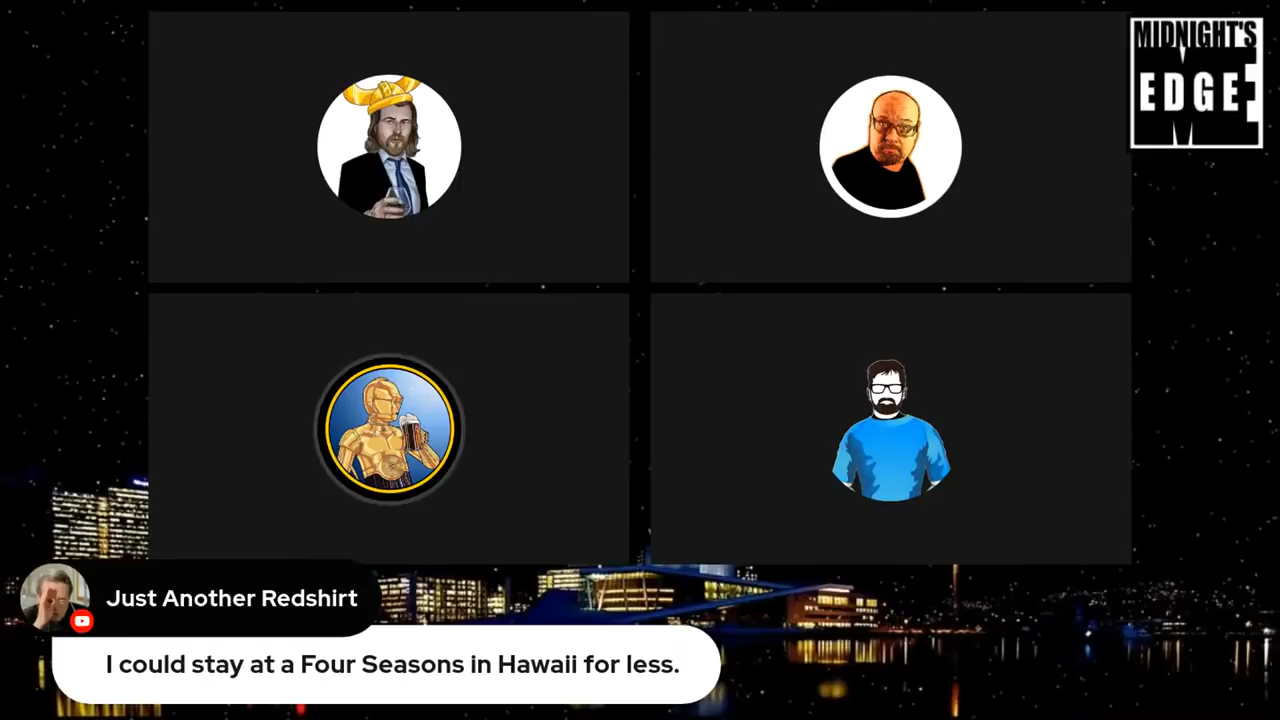 MIDNIGHT'S
EDGE
Just Another Redshirt
I could stay at a Four Seasons in Hawaii for less.